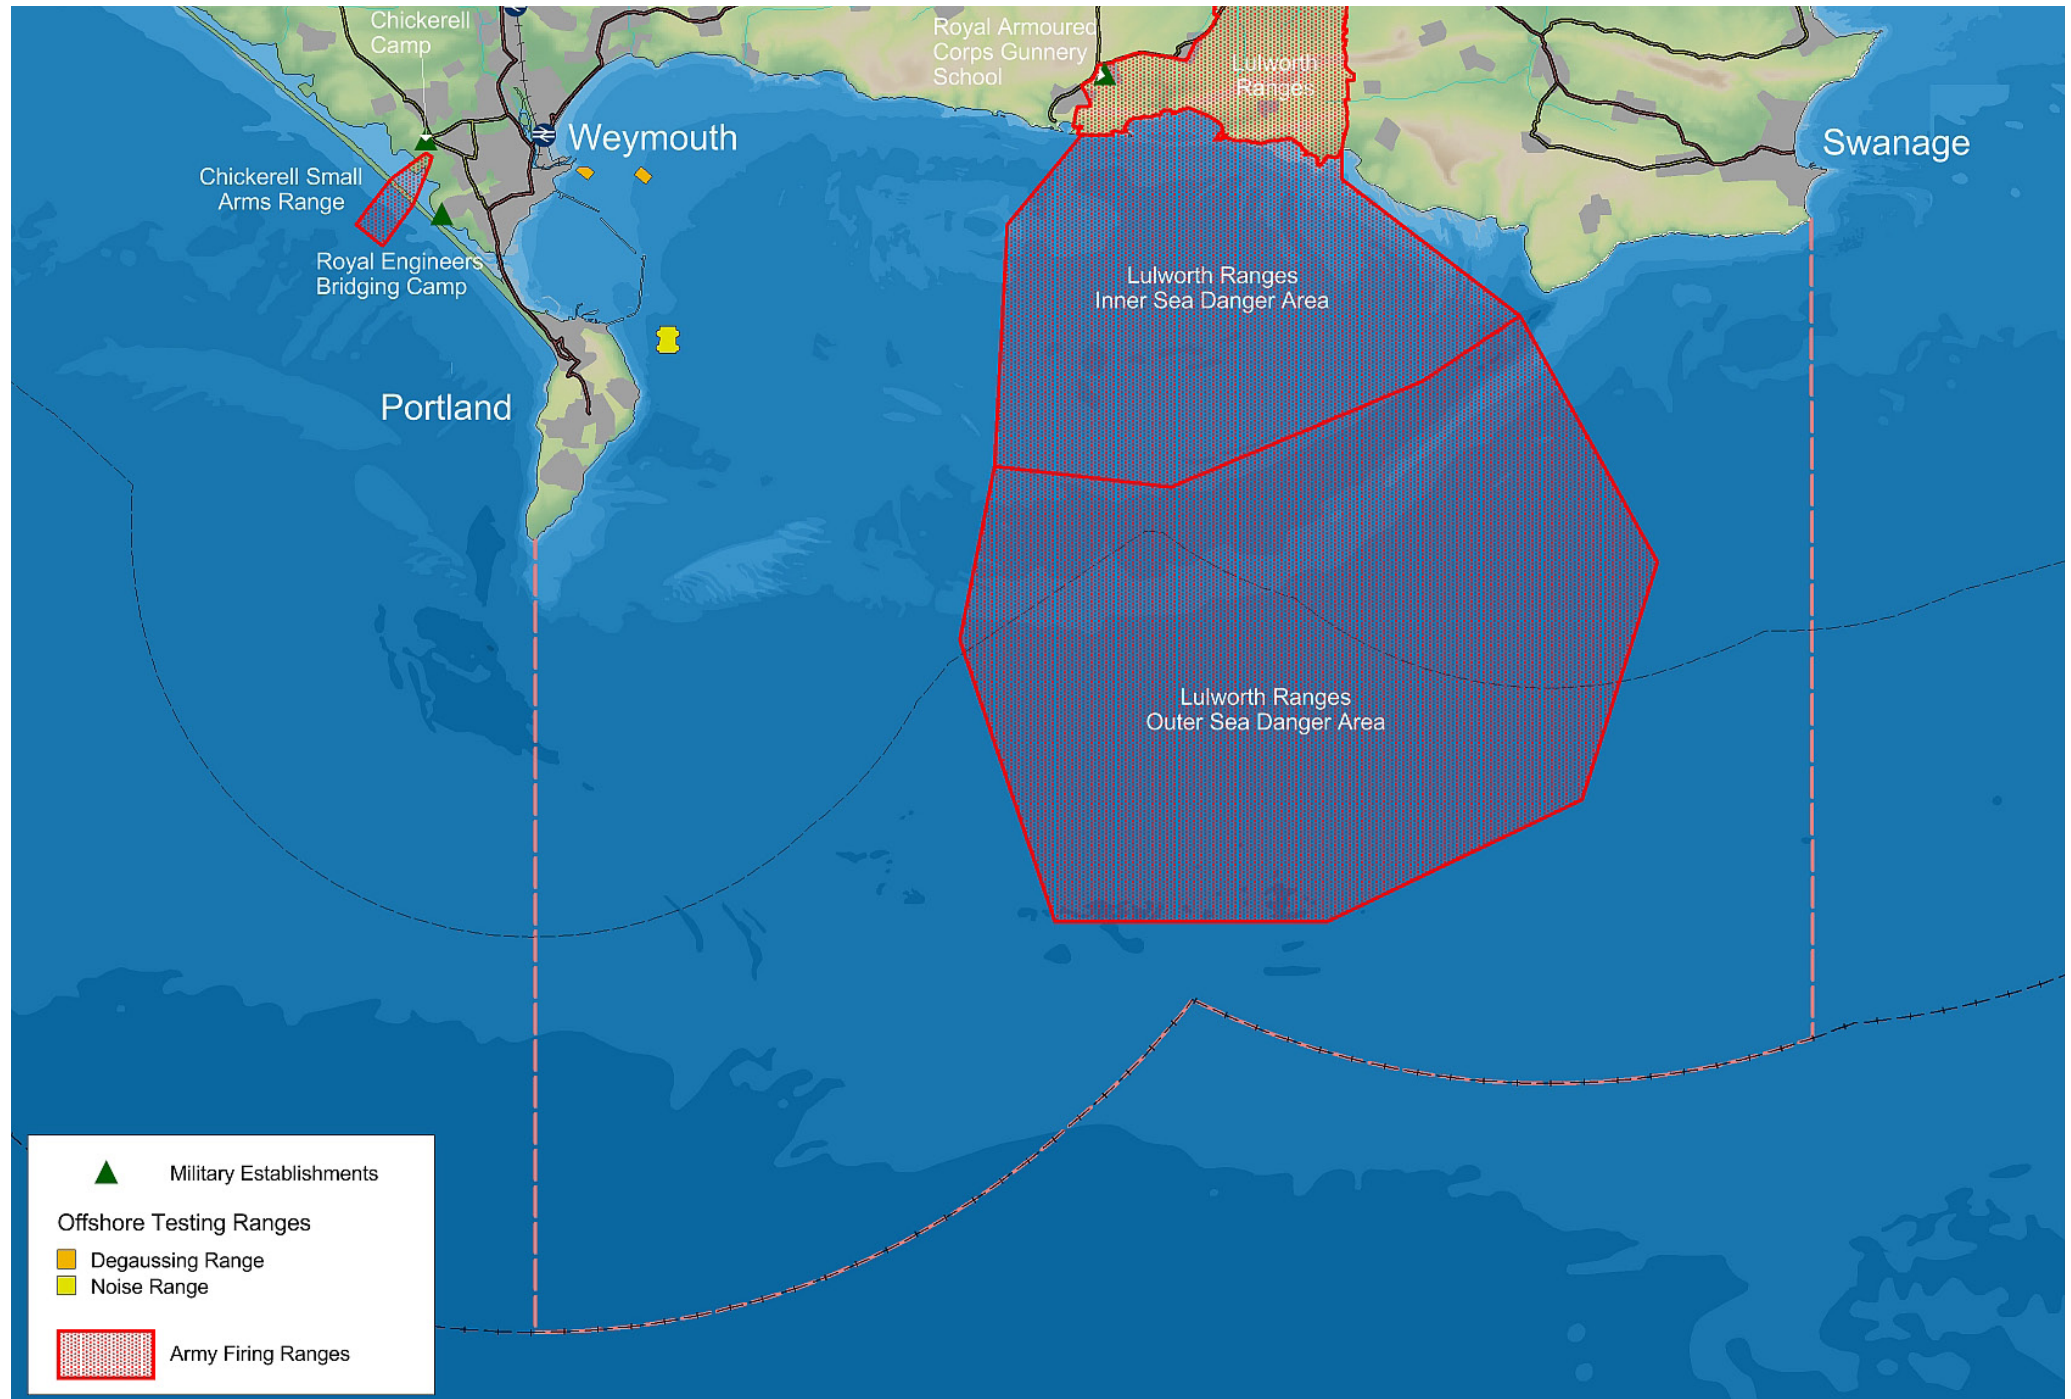 Chickerell
Camp
Royal Armoured
Corps Gunnery
School
Lulworth
Ranges
Weymouth
Swanage
Chickerell Small
Arms Range
Royal Engineers
Bridging Camp
Lulworth Ranges
Inner Sea Danger Area
Portland
Lulworth Ranges
Outer Sea Danger Area
Military Establishments
Offshore Testing Ranges
Degaussing Range
Noise Range
Army Firing Ranges